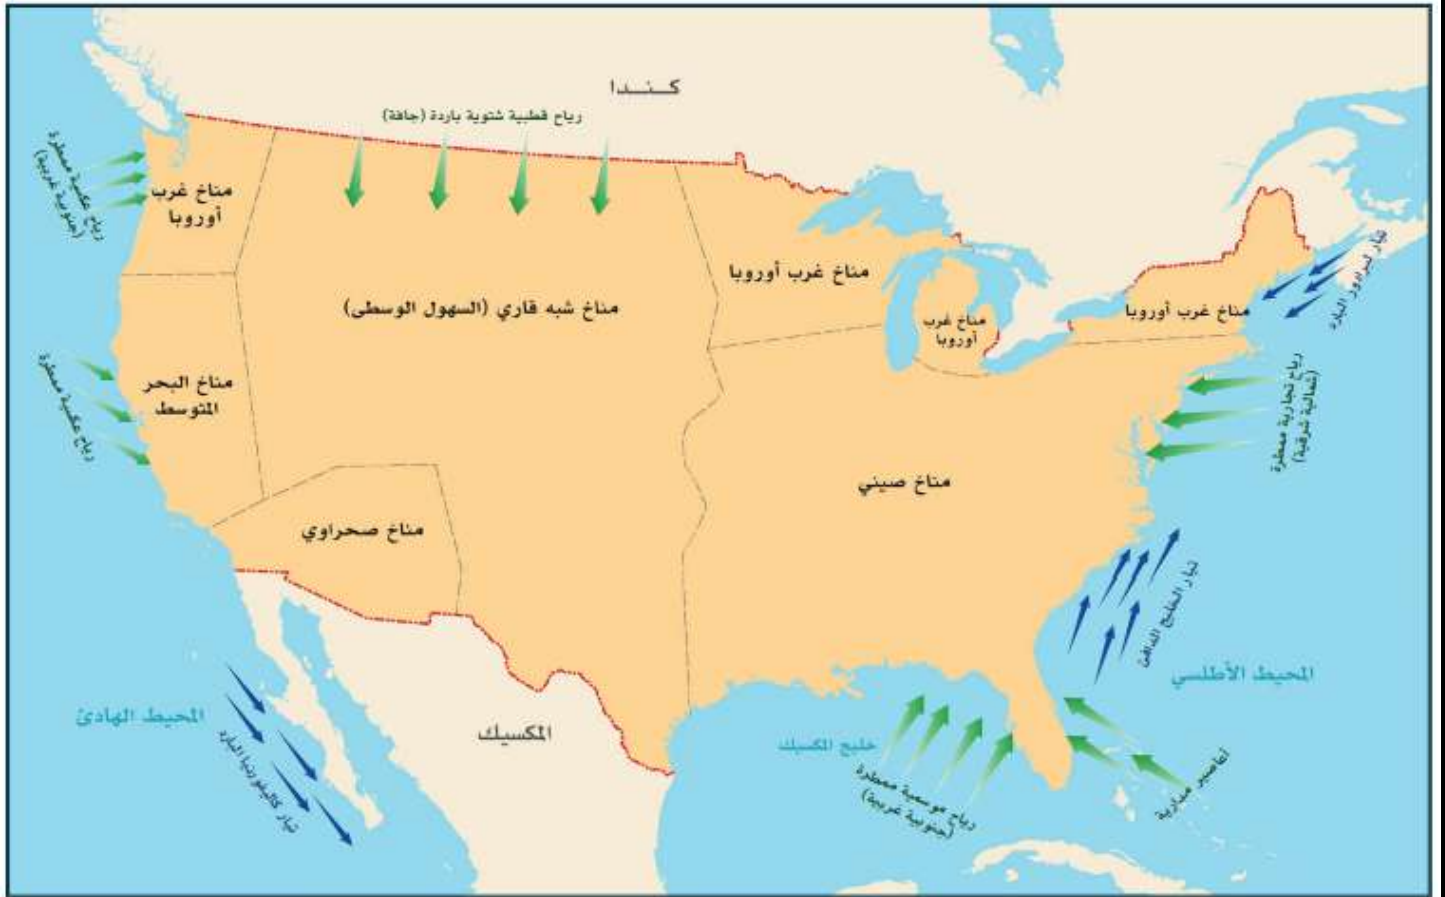 كـنـدا
رياح قطبية شتوية باردة (جافة)
رياح عكسية ممطرة
(جنوبية غربية)
مناخ غرب
أوروبا
مناخ غرب أوروبا
مناخ شبه قاري (السهول الوسطى)
مناخ غرب
أوروبا
مناخ غرب أوروبا
تيار لبرادور البارد
رياح تجارية ممطرة
(شمالية شرقية)
مناخ البحر
المتوسط
رياح عكسية ممطرة
مناخ صيني
مناخ صحراوي
تيار الخليج الدافئ
المحيط الأطلسي
المحيط الهادئ
تيار كاليفورنيا البارد
المكسيك
خليج المكسيك
رياح موسمية ممطرة
(جنوبية غربية)
أعاصير مدارية